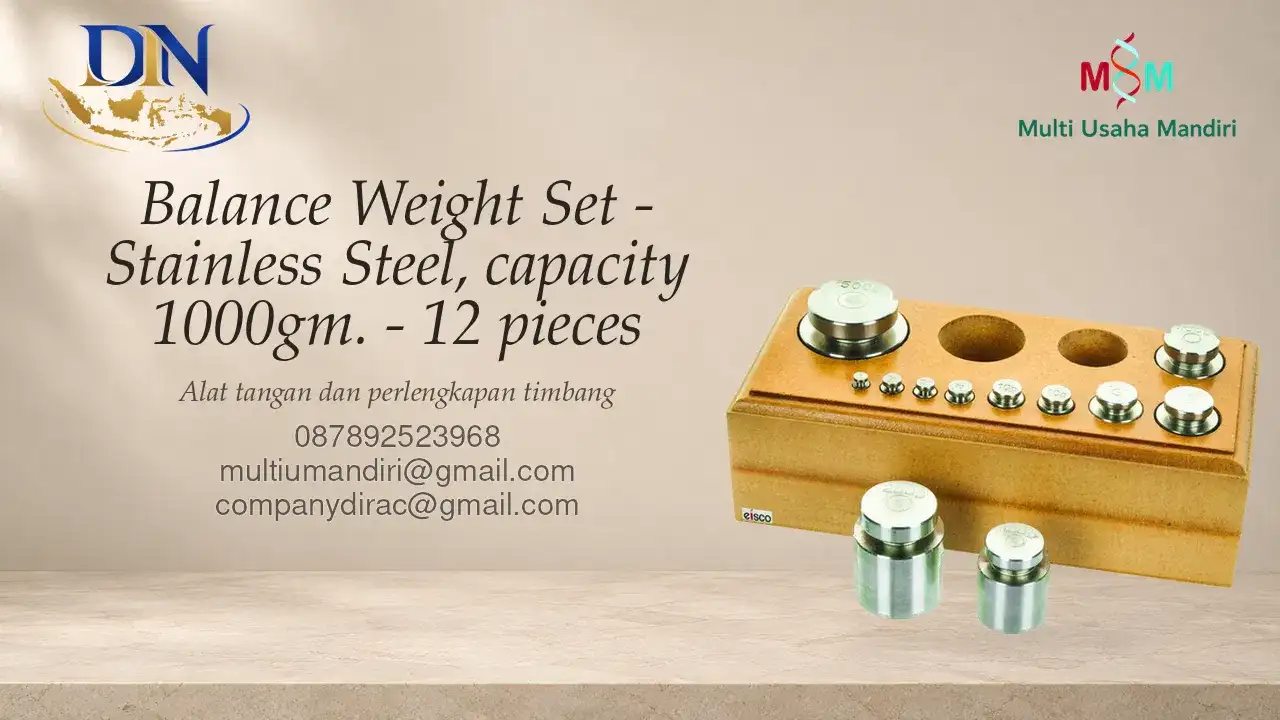 DN
M M
Multi Usaha Mandiri
Balance Weight Set -
Stainless Steel, capacity
1000gm. - 12 pieces
Alat tangan dan perlengkapan timbang
087892523968
multiumandiri@gmail.com
companydirac@gmail.com
eisco